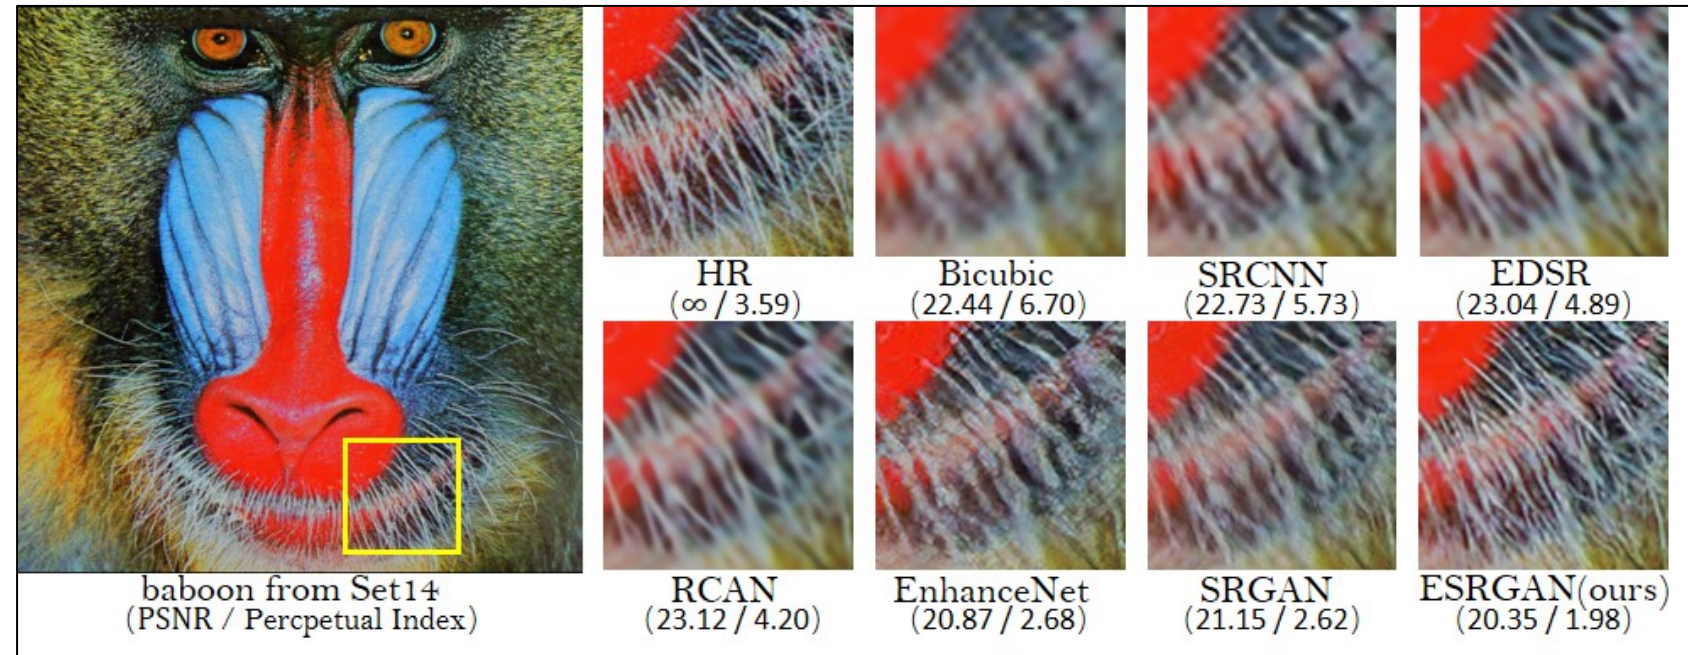 HR
(∞ / 3.59)
Bicubic
(22.44 / 6.70)
SRCNN
(22.73 / 5.73)
EDSR
(23.04 / 4.89)
baboon from Set14
(PSNR / Percpetual Index)
RCAN
(23.12 / 4.20)
EnhanceNet
(20.87 / 2.68)
SRGAN
(21.15 / 2.62)
ESRGAN(ours)
(20.35 / 1.98)